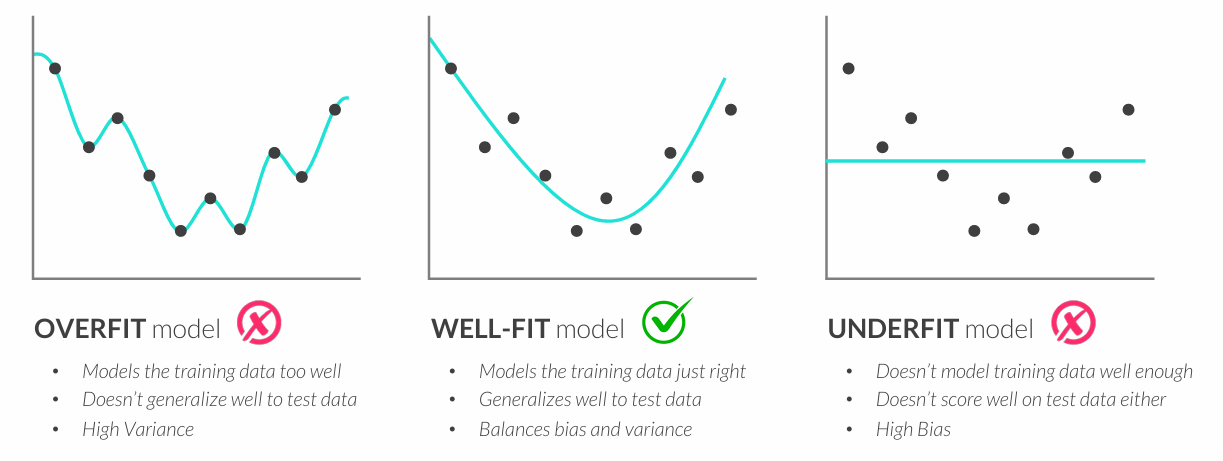 OVERFIT model
• Models the training data too well
• Doesn't generalize well to test data
• High Variance
WELL-FIT model
• Models the training data just right
• Generalizes well to test data
• Balances bias and variance
UNDERFIT model
• Doesn't model training data well enough
• Doesn't score well on test data either
• High Bias